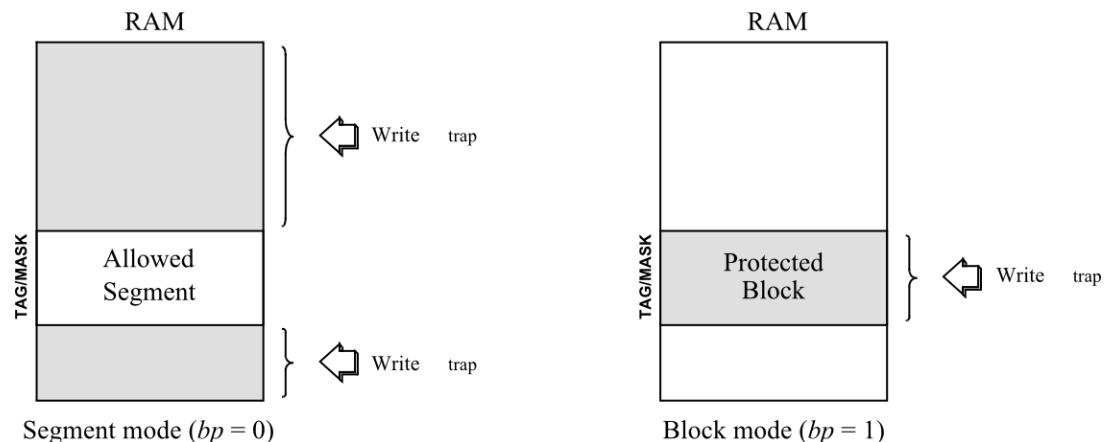 RAM
Write trap
TAG/MASK
Allowed
Segment
Write trap
Segment mode (bp = 0)
RAM
TAG/MASK
Protected
Block
Write trap
Block mode (bp = 1)